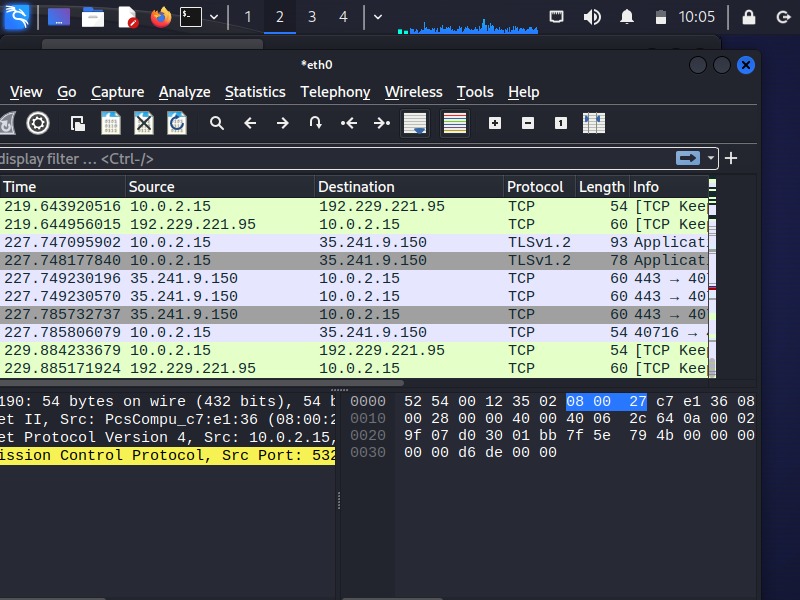 1 2 3 4 10:05
*eth0
View Go Capture Analyze Statistics Telephony Wireless Tools Help
display filter ... <Ctrl-/>
Time Source Destination Protocol Length Info
219.643920516 10.0.2.15 192.229.221.95 TCP 54 [TCP Kee
219.644956015 192.229.221.95 10.0.2.15 TCP 60 [TCP Kee
227.747095902 10.0.2.15 35.241.9.150 TLSv1.2 93 Applicat
227.748177840 10.0.2.15 35.241.9.150 TLSv1.2 78 Applicat
227.749230196 35.241.9.150 10.0.2.15 TCP 60 443 → 407
227.749230570 35.241.9.150 10.0.2.15 TCP 60 443 → 407
227.785732737 35.241.9.150 10.0.2.15 TCP 60 443 → 407
227.785806079 10.0.2.15 35.241.9.150 TCP 54 40716 →
229.884233679 10.0.2.15 192.229.221.95 TCP 54 [TCP Kee
229.885171924 192.229.221.95 10.0.2.15 TCP 60 [TCP Kee
190: 54 bytes on wire (432 bits), 54 b
et II, Src: PcsCompu_c7:e1:36 (08:00:2
et Protocol Version 4, Src: 10.0.2.15,
ission Control Protocol, Src Port: 532
0000 52 54 00 12 35 02 08 00 27 c7 e1 36 08
0010 00 28 00 00 40 00 40 06 2c 64 0a 00 02
0020 9f 07 d0 30 01 bb 7f 5e 79 4b 00 00 00
0030 00 00 d6 de 00 00